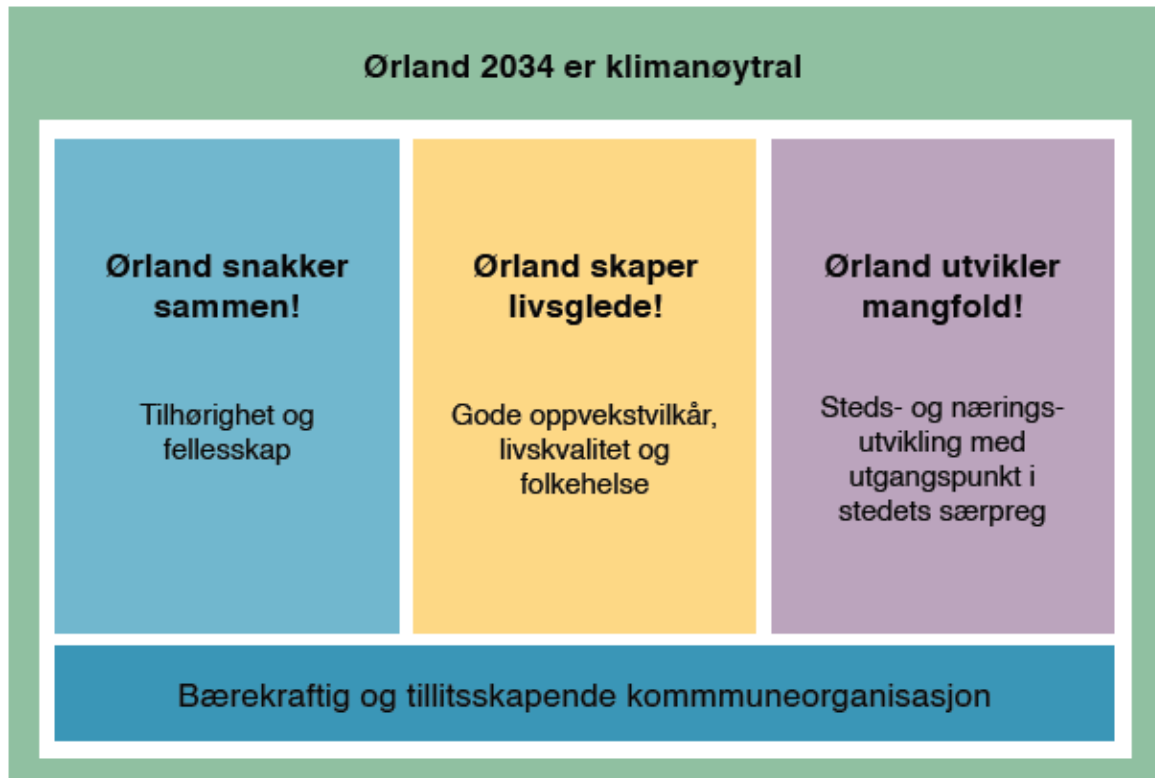 Ørland 2034 er klimanøytral
Ørland snakker
sammen!
Tilhørighet og
fellesskap
Ørland skaper
livsglede!
Gode oppvekstvilkår,
livskvalitet og
folkehelse
Ørland utvikler
mangfold!
Steds- og nærings-
utvikling med
utgangspunkt i
stedets særpreg
Bærekraftig og tillitsskapende kommmuneorganisasjon